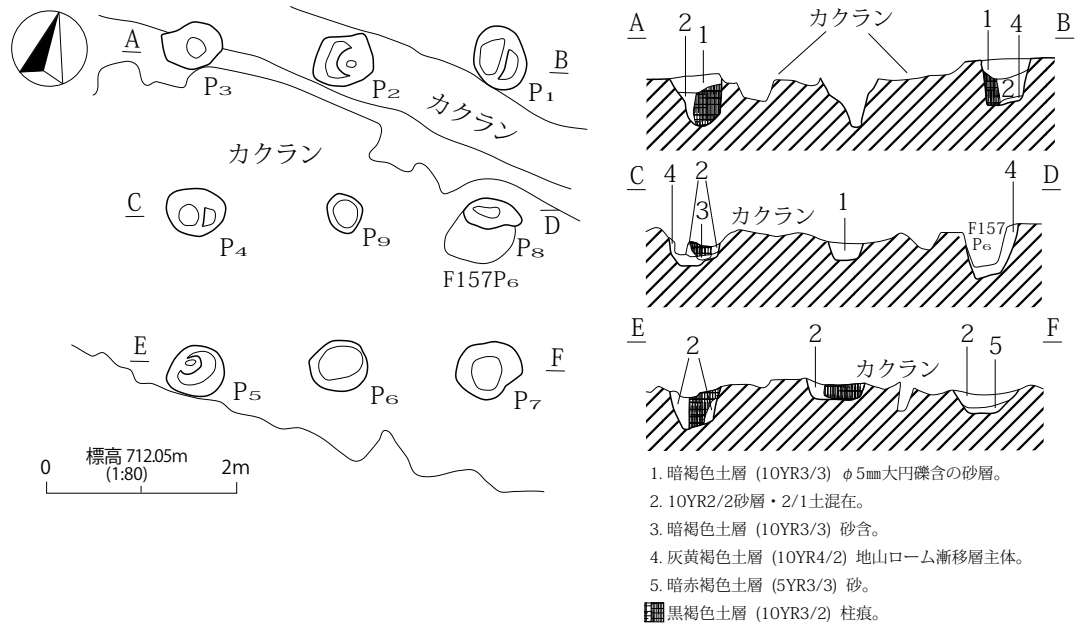 A
P₃
P₂
B
P₁
カクラン
カクラン
C
P₄
P₉
D
P₈
F157P₆
E
P₅
P₆
F
P₇
標高 712.05m
(1:80)
0 2m
A 2 1 カクラン 1 4 B
2
C 4 2 3 カクラン 1 4 D
F157
P₆
E 2 2 カクラン 2 5 F
1. 暗褐色土層 (10YR3/3) φ5㎜大円礫含の砂層。
2. 10YR2/2砂層・2/1土混在。
3. 暗褐色土層 (10YR3/3) 砂含。
4. 灰黄褐色土層 (10YR4/2) 地山ローム漸移層主体。
5. 暗赤褐色土層 (5YR3/3) 砂。
黒褐色土層 (10YR3/2) 柱痕。